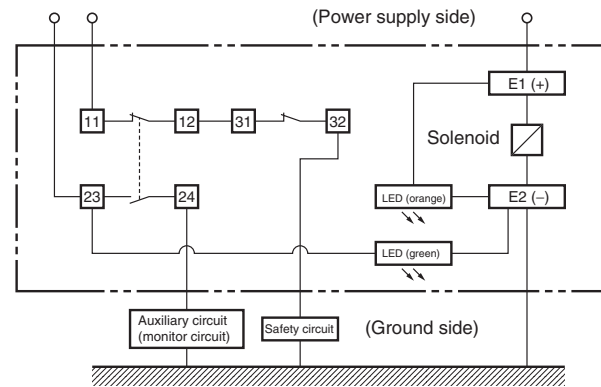 (Power supply side)
E1 (+)
11
12
31
32
Solenoid
23
24
LED (orange)
E2 (−)
LED (green)
Auxiliary circuit
(monitor circuit)
Safety circuit
(Ground side)